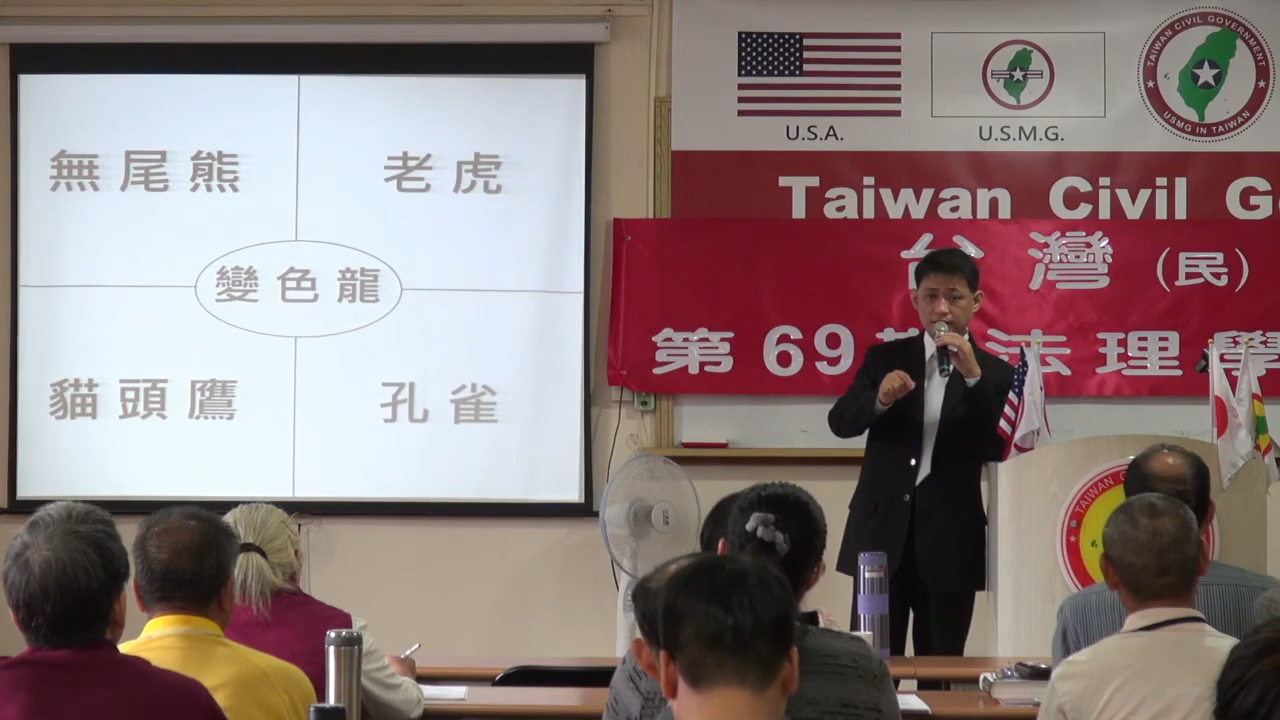 無尾熊
老虎
變色龍
貓頭鷹
孔雀
U.S.A.
U.S.M.G.
TAIWAN CIVIL GOVERNMENT
USMG IN TAIWAN
Taiwan Civil G
台灣(民)
第69期法理學